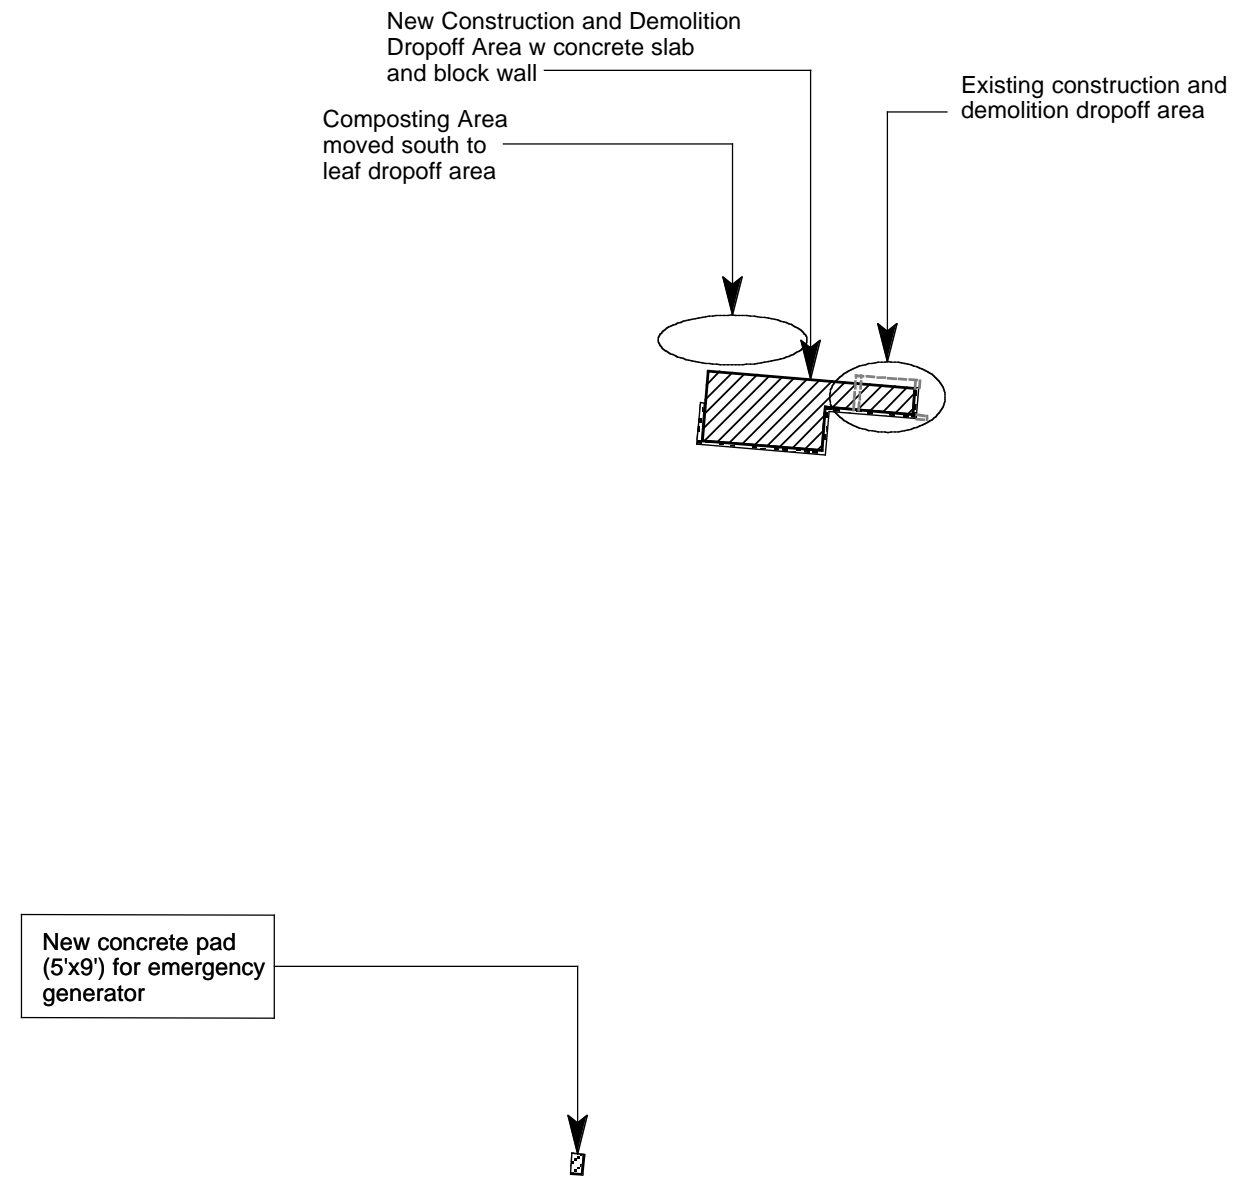 New Construction and Demolition
Dropoff Area w concrete slab
and block wall
Existing construction and
demolition dropoff area
Composting Area
moved south to
leaf dropoff area
New concrete pad
(5'x9') for emergency
generator